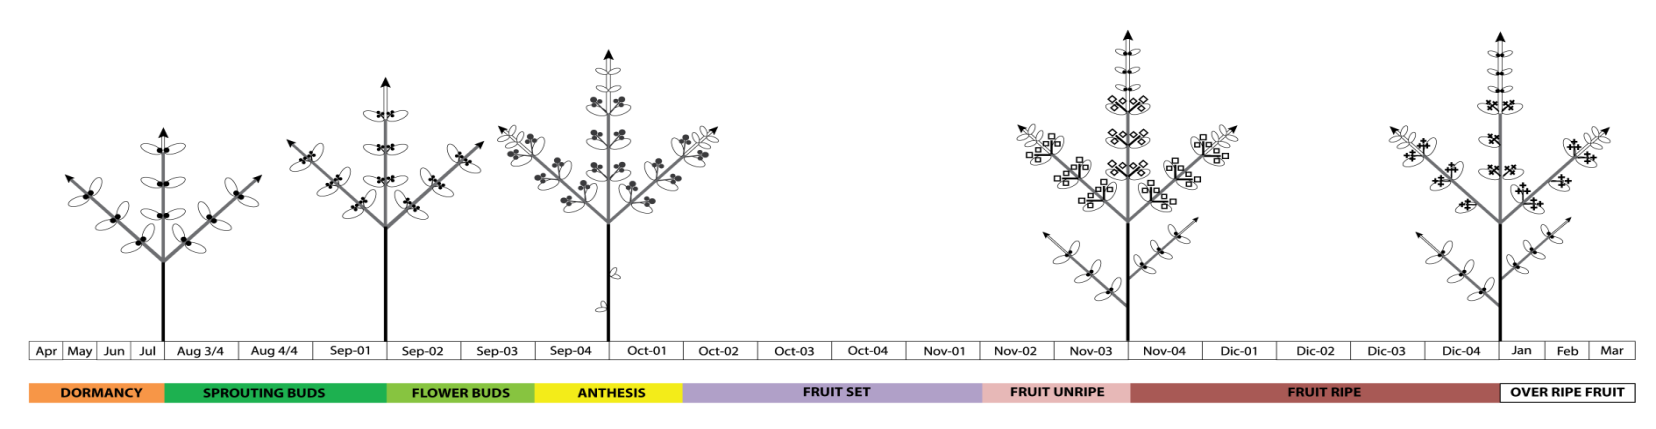 Apr May Jun Jul Aug 3/4 Aug 4/4 Sep-01 Sep-02 Sep-03 Sep-04 Oct-01 Oct-02 Oct-03 Oct-04 Nov-01 Nov-02 Nov-03 Nov-04 Dic-01 Dic-02 Dic-03 Dic-04 Jan Feb Mar
DORMANCY SPROUTING BUDS FLOWER BUDS ANTHESIS FRUIT SET FRUIT UNRIPE FRUIT RIPE OVER RIPE FRUIT